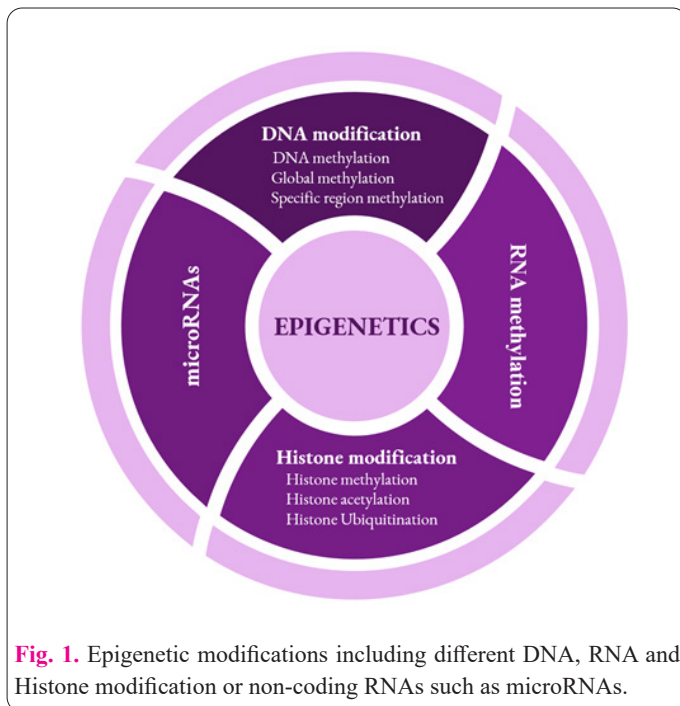 DNA modification
DNA methylation
Global methylation
Specific region methylation
RNA methylation
microRNAs
EPIGENETICS
Histone modification
Histone methylation
Histone acetylation
Histone Ubiquitination
Fig. 1. Epigenetic modifications including different DNA, RNA and
Histone modification or non-coding RNAs such as microRNAs.